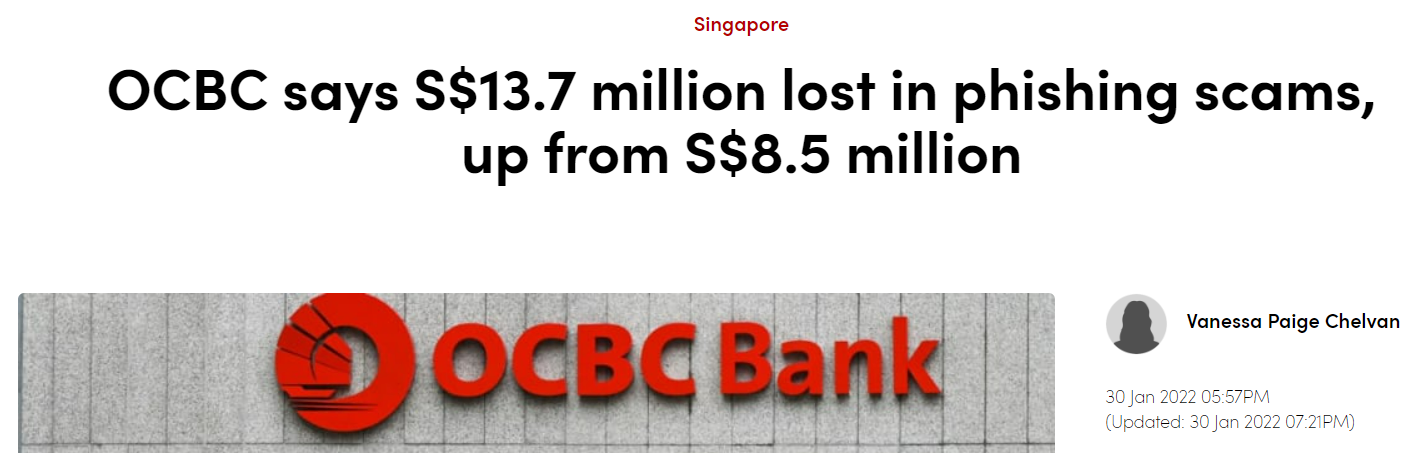 Singapore
OCBC says S$13.7 million lost in phishing scams,
up from S$8.5 million
OCBC Bank
Vanessa Paige Chelvan
30 Jan 2022 05:57PM
(Updated: 30 Jan 2022 07:21PM)